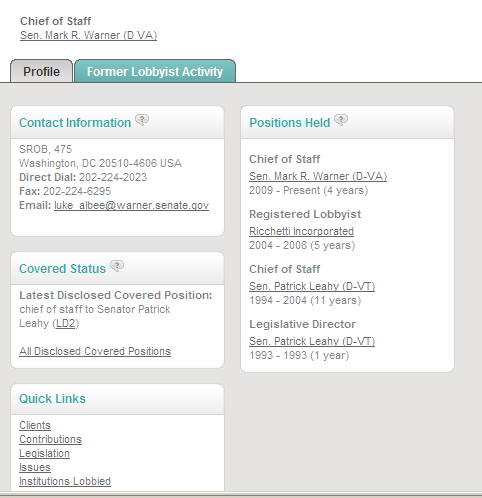 Chief of Staff
Sen. Mark R. Warner (D VA)
Profile
Former Lobbyist Activity
Contact Information ?
SROB, 475
Washington, DC 20510-4606 USA
Direct Dial: 202-224-2023
Fax: 202-224-6295
Email: luke_albee@warner.senate.gov
Covered Status ?
Latest Disclosed Covered Position:
chief of staff to Senator Patrick
Leahy (LD2)
All Disclosed Covered Positions
Quick Links
Clients
Contributions
Legislation
Issues
Institutions Lobbied
Positions Held ?
Chief of Staff
Sen. Mark R. Warner (D-VA)
2009 - Present (4 years)
Registered Lobbyist
Ricchetti Incorporated
2004 - 2008 (5 years)
Chief of Staff
Sen. Patrick Leahy (D-VT)
1994 - 2004 (11 years)
Legislative Director
Sen. Patrick Leahy (D-VT)
1993 - 1993 (1 year)